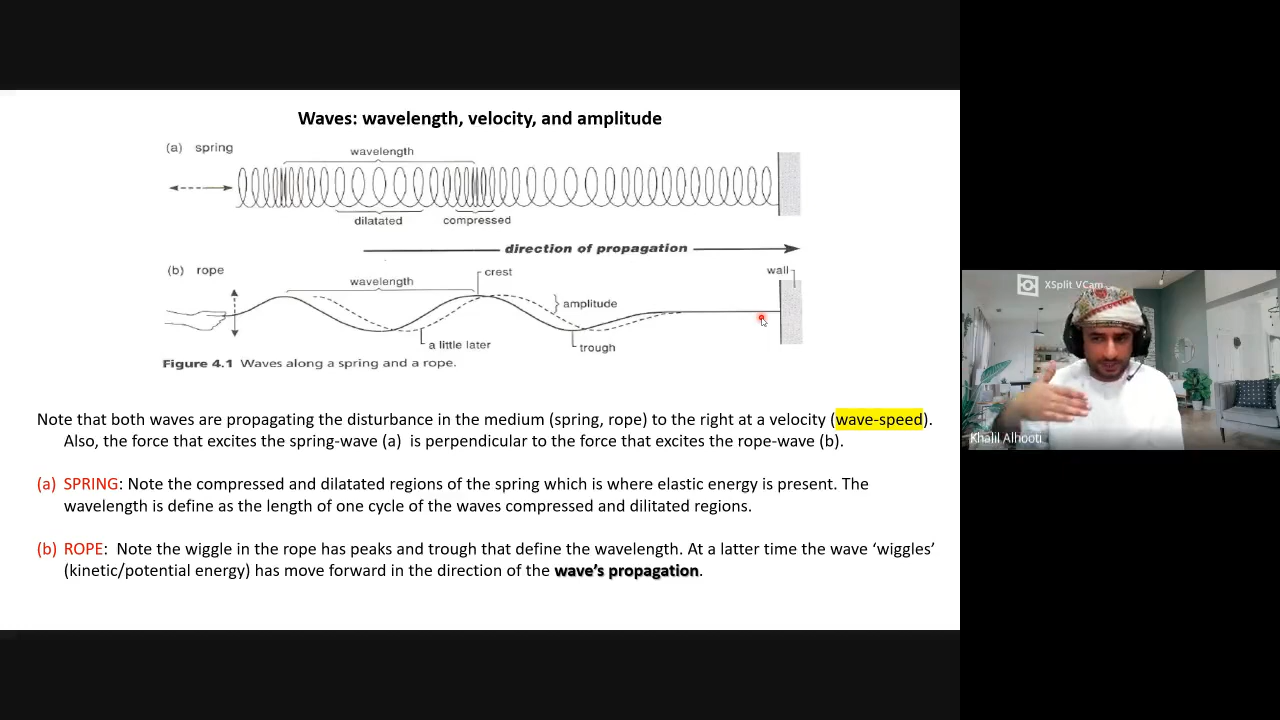 Waves: wavelength, velocity, and amplitude
(a) spring
wavelength
dilatated
compressed
direction of propagation
(b) rope
wavelength
crest
wall
amplitude
a little later
trough
Figure 4.1 Waves along a spring and a rope.
Note that both waves are propagating the disturbance in the medium (spring, rope) to the right at a velocity (wave-speed).
Also, the force that excites the spring-wave (a) is perpendicular to the force that excites the rope-wave (b).
(a) SPRING: Note the compressed and dilatated regions of the spring which is where elastic energy is present. The
wavelength is define as the length of one cycle of the waves compressed and dilitated regions.
(b) ROPE: Note the wiggle in the rope has peaks and trough that define the wavelength. At a latter time the wave ‘wiggles’
(kinetic/potential energy) has move forward in the direction of the wave’s propagation.
XSplit VCam
Khalil Alhooti